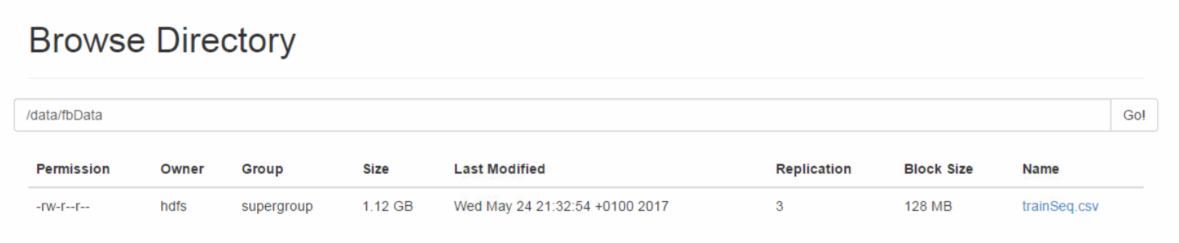 Browse Directory
/data/fbData Go!
Permission Owner Group Size Last Modified Replication Block Size Name
-rw-r--r-- hdfs supergroup 1.12 GB Wed May 24 21:32:54 +0100 2017 3 128 MB trainSeq.csv